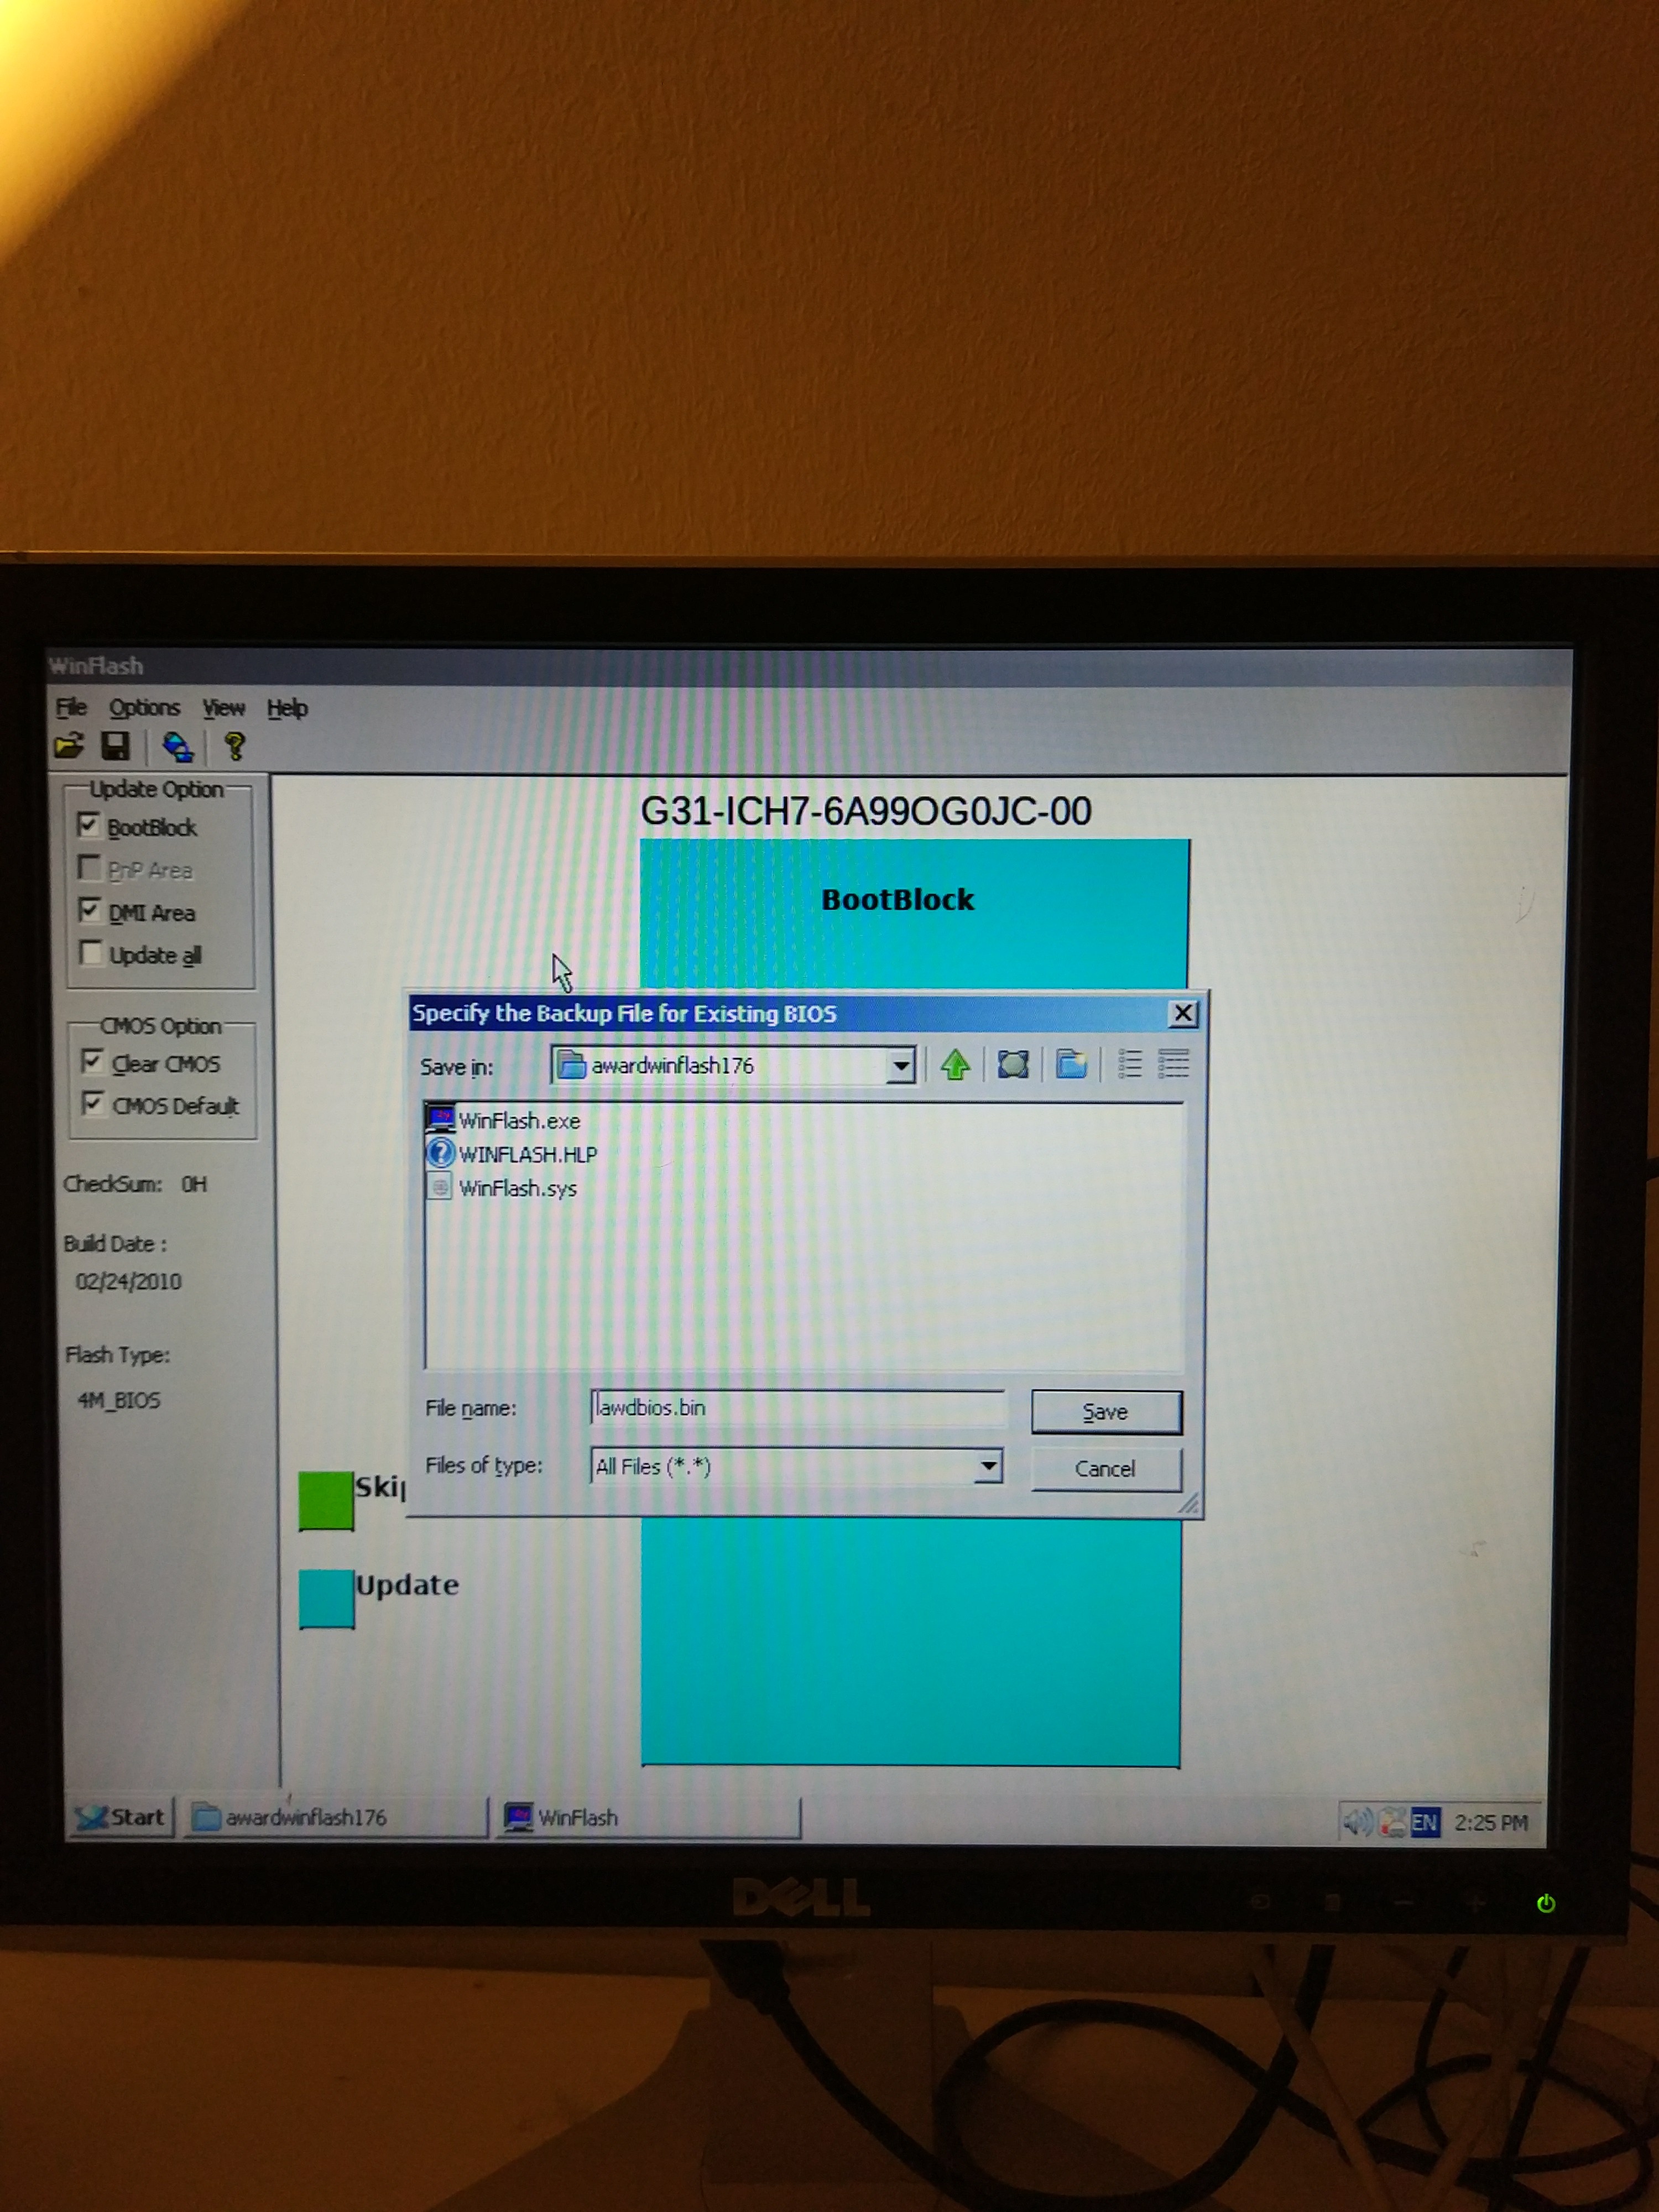 WinFlash
File Options View Help
Update Option
BootBlock
PnP Area
DMI Area
Update all
CMOS Option
Clear CMOS
CMOS Default
CheckSum: 0H
Build Date :
02/24/2010
Flash Type:
4M_BIOS
G31-ICH7-6A99OG0JC-00
BootBlock
Specify the Backup File for Existing BIOS
Save in: awardwinflash176
WinFlash.exe
WINFLASH.HLP
WinFlash.sys
File name: awdbios.bin Save
Files of type: All Files (*.*) Cancel
Update
Start awardwinflash176 WinFlash EN 2:25 PM
DELL